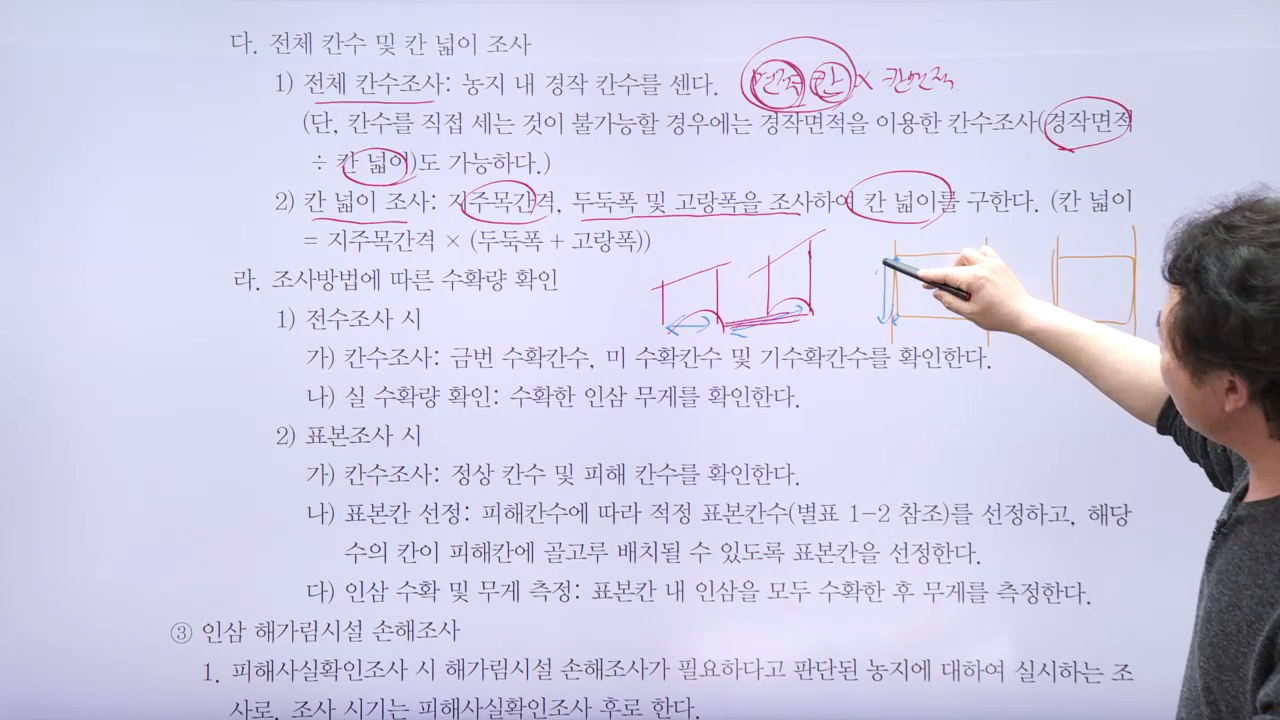 다. 전체 칸수 및 칸 넓이 조사
1) 전체 칸수조사: 농지 내 경작 칸수를 센다. 면적 칸 × 칸면적
(단, 칸수를 직접 세는 것이 불가능할 경우에는 경작면적을 이용한 칸수조사(경작면적
÷ 칸 넓이)도 가능하다.)
2) 칸 넓이 조사: 지주목간격, 두둑폭 및 고랑폭을 조사하여 칸 넓이를 구한다. (칸 넓이
= 지주목간격 × (두둑폭 + 고랑폭))
라. 조사방법에 따른 수확량 확인
1) 전수조사 시
가) 칸수조사: 금번 수확칸수, 미 수확칸수 및 기수확칸수를 확인한다.
나) 실 수확량 확인: 수확한 인삼 무게를 확인한다.
2) 표본조사 시
가) 칸수조사: 정상 칸수 및 피해 칸수를 확인한다.
나) 표본칸 선정: 피해칸수에 따라 적정 표본칸수(별표 1-2 참조)를 선정하고, 해당
수의 칸이 피해칸에 골고루 배치될 수 있도록 표본칸을 선정한다.
다) 인삼 수확 및 무게 측정: 표본칸 내 인삼을 모두 수확한 후 무게를 측정한다.
③ 인삼 해가림시설 손해조사
1. 피해사실확인조사 시 해가림시설 손해조사가 필요하다고 판단된 농지에 대하여 실시하는 조
사로, 조사 시기는 피해사실확인조사 후로 한다.